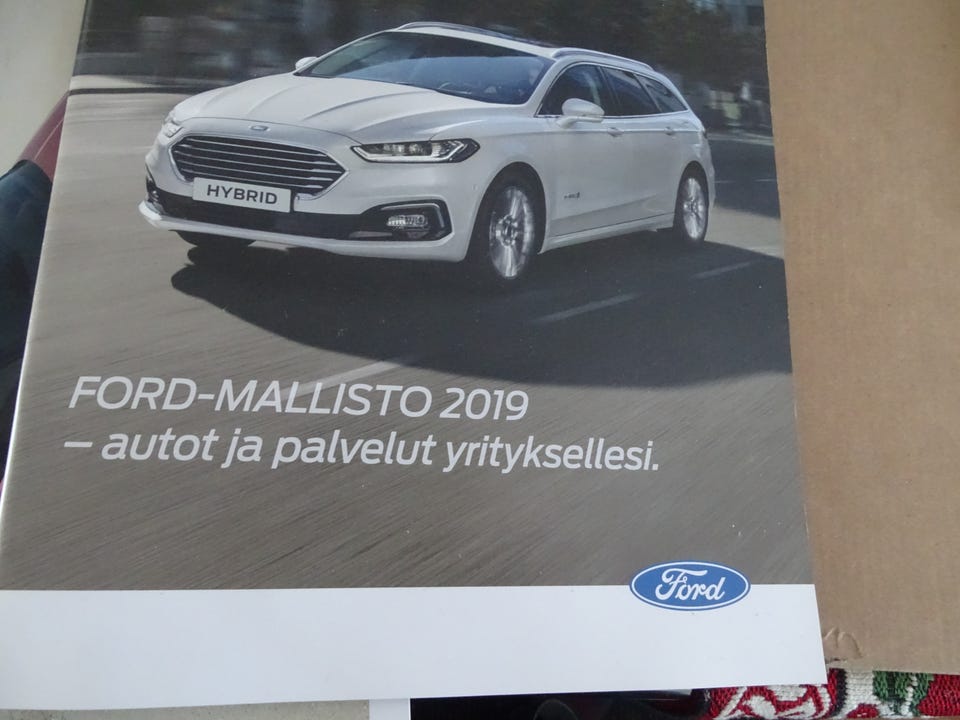 HYBRID
FORD-MALLISTO 2019
– autot ja palvelut yrityksellesi.
Ford